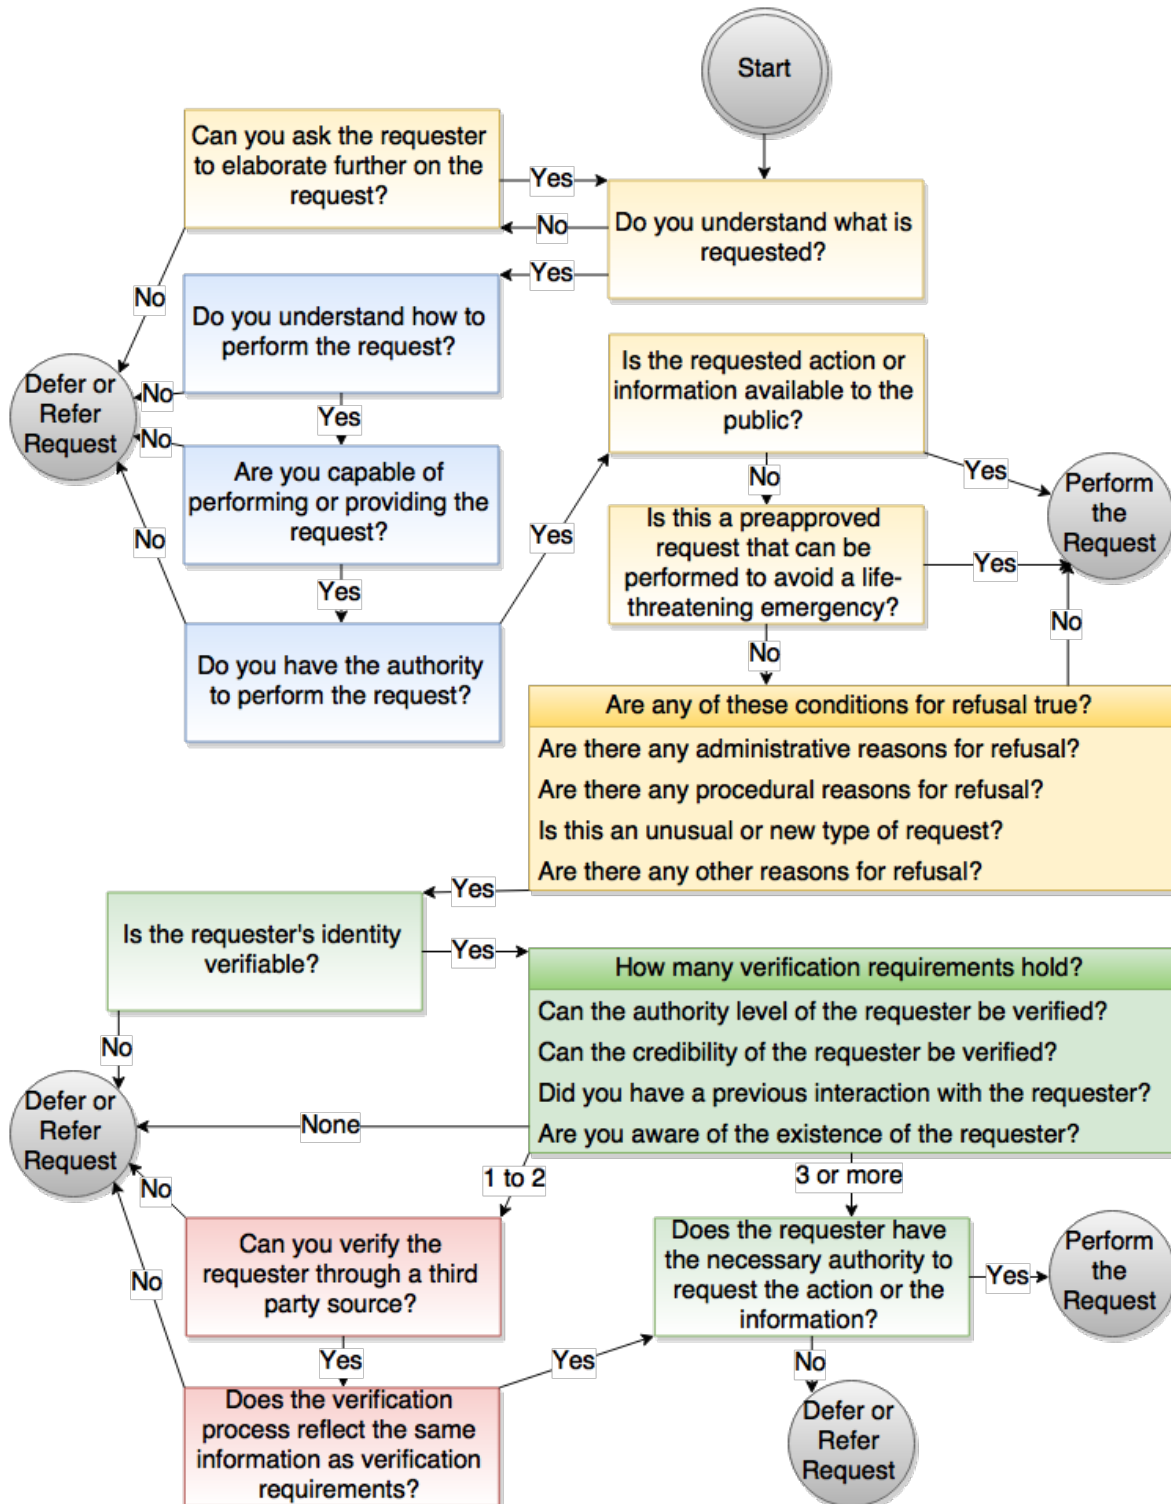 Start
Can you ask the requester
to elaborate further on the
request?
Yes
No
Do you understand what is
requested?
Yes
No
Do you understand how to
perform the request?
Is the requested action or
information available to the
public?
Defer or
Refer
Request
No
Yes
No
Are you capable of
performing or providing the
request?
No
Yes
No
Yes
Perform
the
Request
Is this a preapproved
request that can be
performed to avoid a life-
threatening emergency?
Yes
Yes
No
No
Do you have the authority
to perform the request?
Are any of these conditions for refusal true?
Are there any administrative reasons for refusal?
Are there any procedural reasons for refusal?
Is this an unusual or new type of request?
Are there any other reasons for refusal?
Yes
Is the requester's identity
verifiable?
Yes
No
How many verification requirements hold?
Can the authority level of the requester be verified?
Can the credibility of the requester be verified?
Did you have a previous interaction with the requester?
Are you aware of the existence of the requester?
Defer or
Refer
Request
None
1 to 2
3 or more
No
Can you verify the
requester through a third
party source?
No
Does the requester have
the necessary authority to
request the action or the
information?
Yes
Perform
the
Request
Yes
Yes
No
Does the verification
process reflect the same
information as verification
requirements?
Defer or
Refer
Request